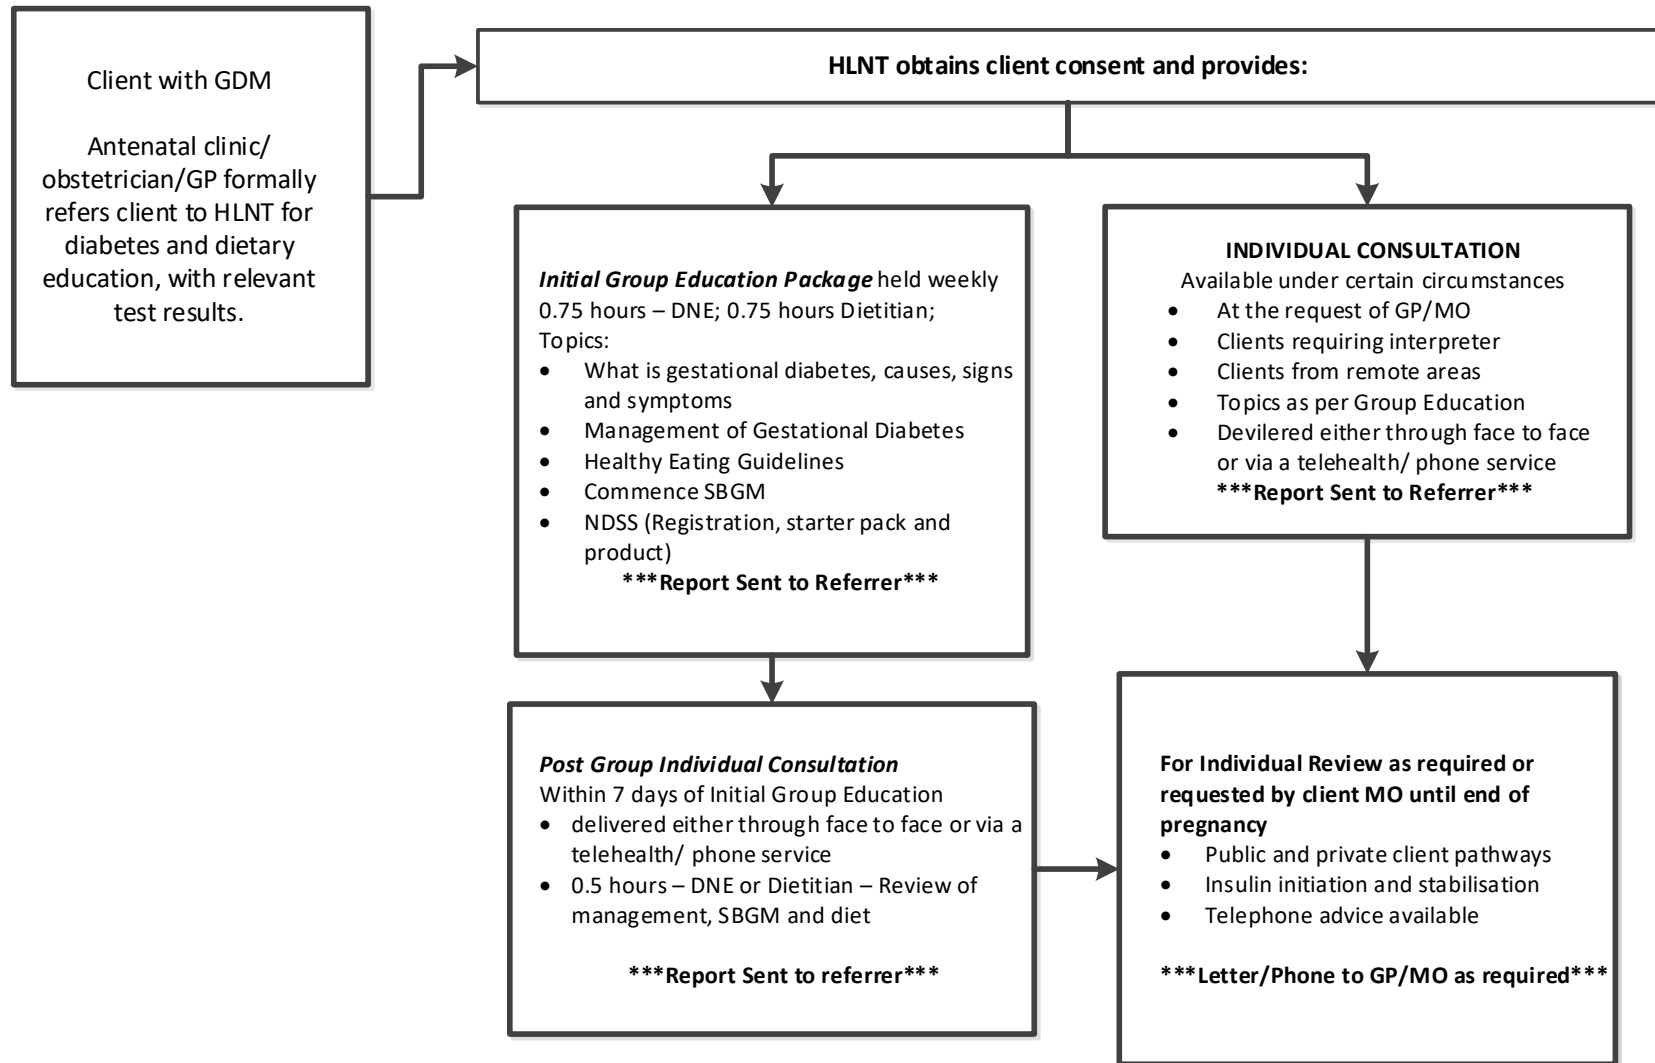 Client with GDM
Antenatal clinic/
obstetrician/GP formally
refers client to HLNT for
diabetes and dietary
education, with relevant
test results.
HLNT obtains client consent and provides:
Initial Group Education Package held weekly
0.75 hours – DNE; 0.75 hours Dietitian;
Topics:
• What is gestational diabetes, causes, signs
and symptoms
• Management of Gestational Diabetes
• Healthy Eating Guidelines
• Commence SBGM
• NDSS (Registration, starter pack and
product)
***Report Sent to Referrer***
INDIVIDUAL CONSULTATION
Available under certain circumstances
• At the request of GP/MO
• Clients requiring interpreter
• Clients from remote areas
• Topics as per Group Education
• Devilered either through face to face
or via a telehealth/ phone service
***Report Sent to Referrer***
Post Group Individual Consultation
Within 7 days of Initial Group Education
• delivered either through face to face or via a
telehealth/ phone service
• 0.5 hours – DNE or Dietitian – Review of
management, SBGM and diet
***Report Sent to referrer***
For Individual Review as required or
requested by client MO until end of
pregnancy
• Public and private client pathways
• Insulin initiation and stabilisation
• Telephone advice available
***Letter/Phone to GP/MO as required***